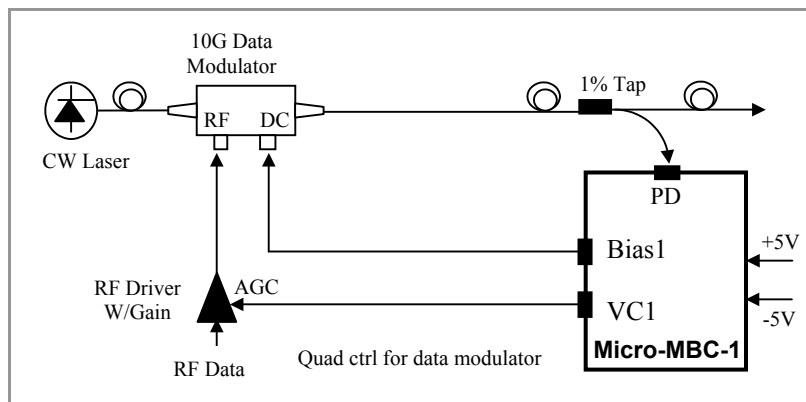 10G Data
Modulator
1% Tap
RF DC
CW Laser
PD
+5V
Bias1
RF Driver
W/Gain
AGC
VC1
-5V
Micro-MBC-1
Quad ctrl for data modulator
RF Data